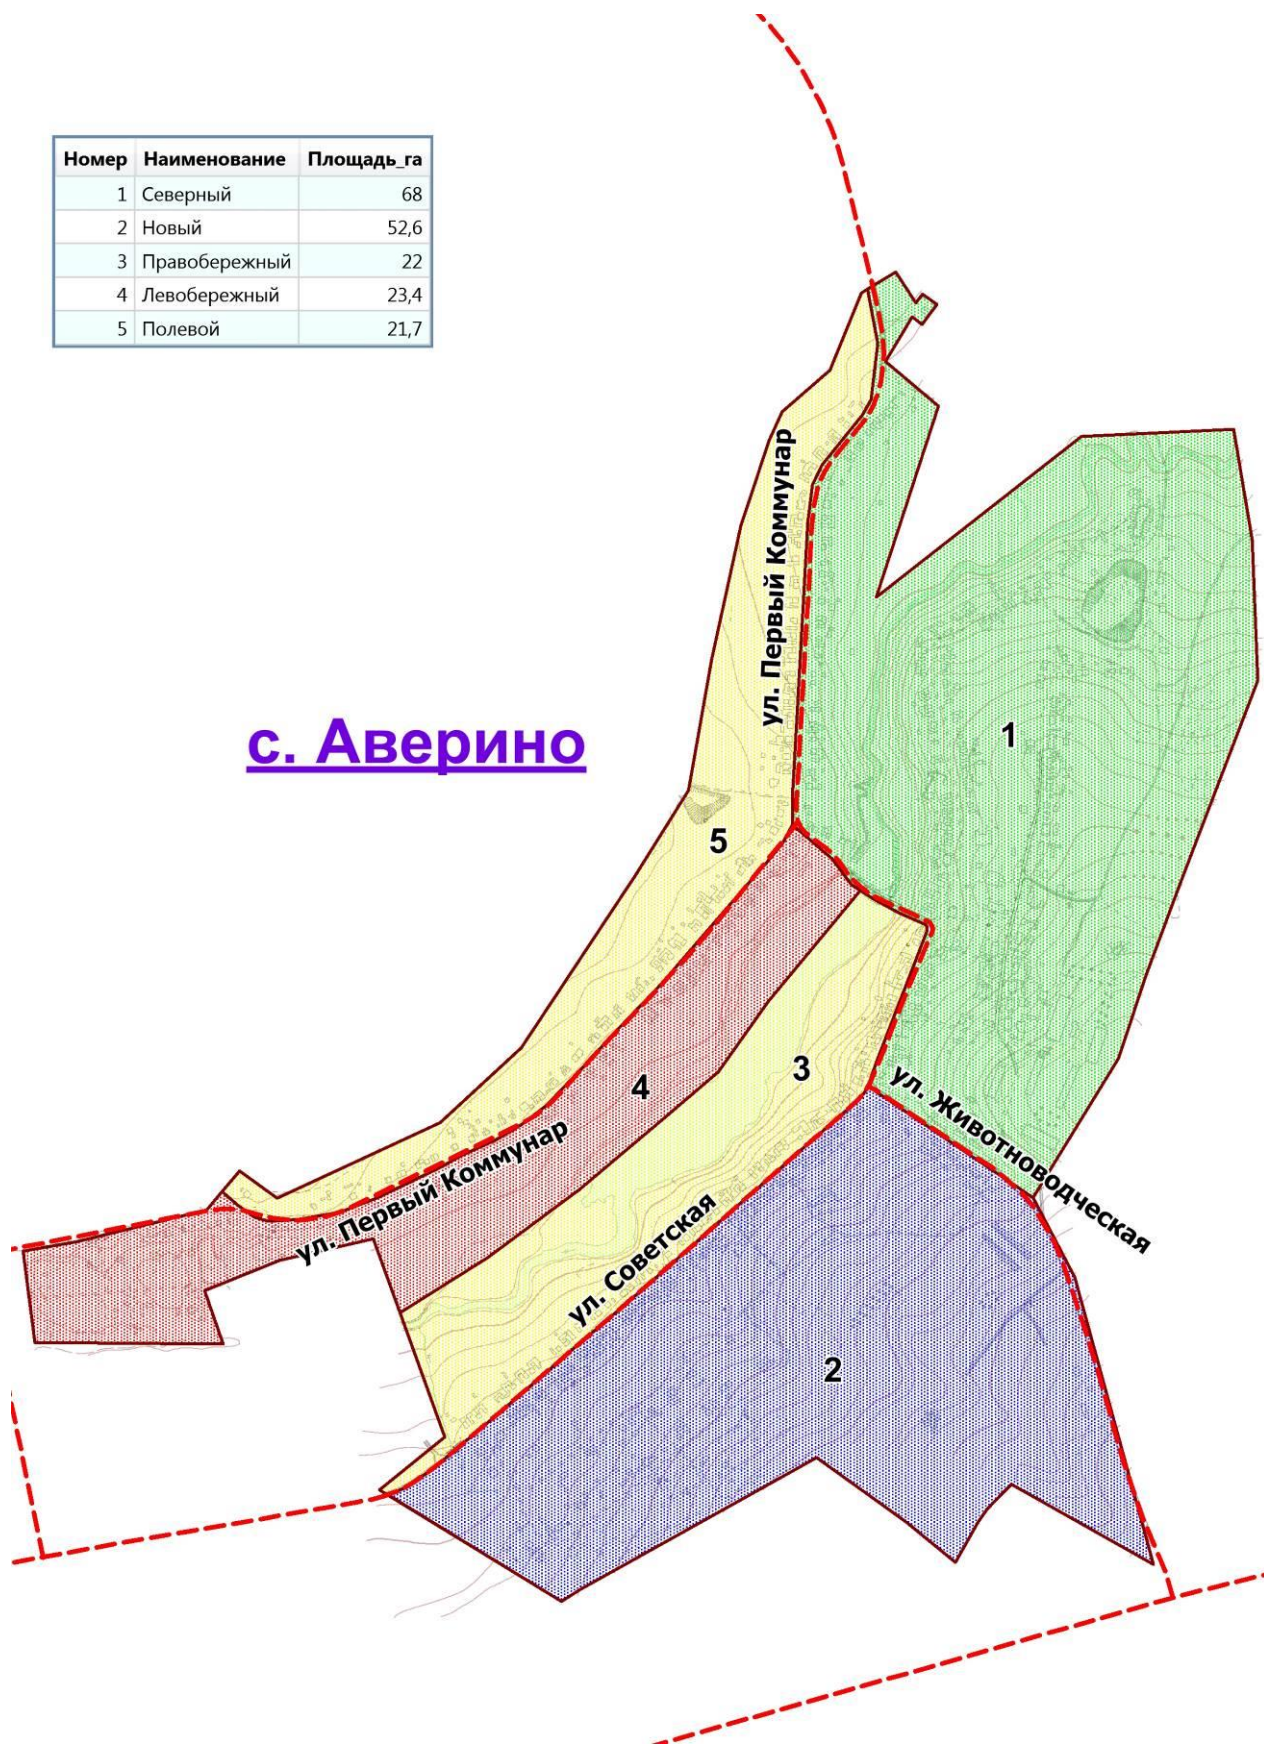 Номер Наименование Площадь_га
1 Северный 68
2 Новый 52,6
3 Правобережный 22
4 Левобережный 23,4
5 Полевой 21,7
ул. Первый Коммунар
с. Аверино
1
5
3
4
ул. Животноводческая
ул. Первый Коммунар
ул. Советская
2